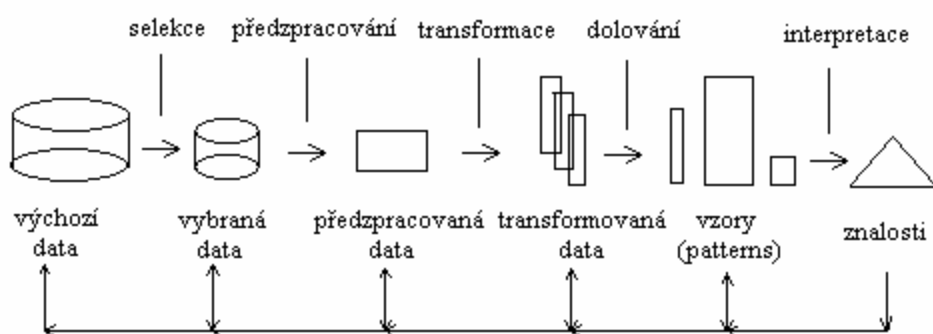 selekce
předzpracování
transformace
dolování
interpretace
výchozí
data
vybraná
data
předzpracovaná
data
transformovaná
data
vzory
(patterns)
znalosti